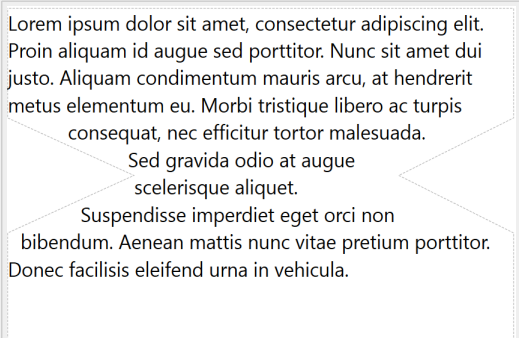 Lorem ipsum dolor sit amet, consectetur adipiscing elit.
Proin aliquam id augue sed porttitor. Nunc sit amet dui
justo. Aliquam condimentum mauris arcu, at hendrerit
metus elementum eu. Morbi tristique libero ac turpis
consequat, nec efficitur tortor malesuada.
Sed gravida odio at augue
scelerisque aliquet.
Suspendisse imperdiet eget orci non
bibendum. Aenean mattis nunc vitae pretium porttitor.
Donec facilisis eleifend urna in vehicula.